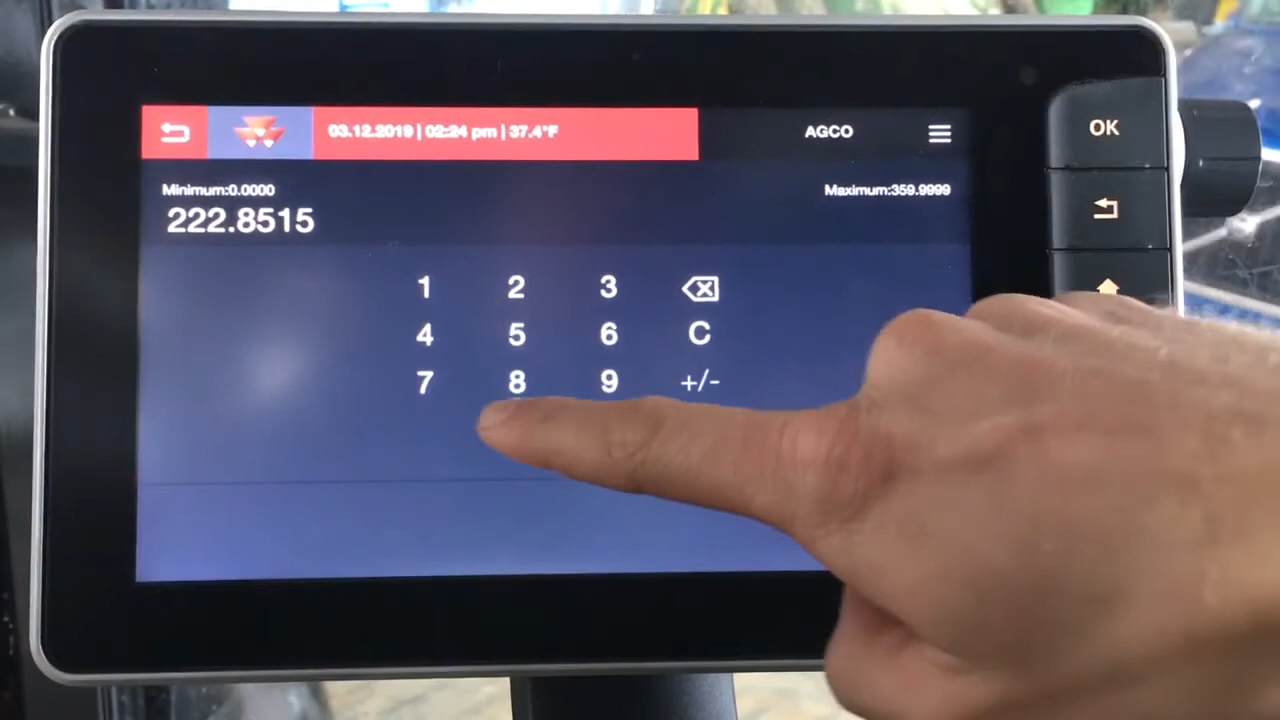 03.12.2019 | 02:24 pm | 37.4°F
AGCO
OK
Minimum:0.0000
Maximum:359.9999
222.8515
1 2 3
4 5 6 C
7 8 9 +/-